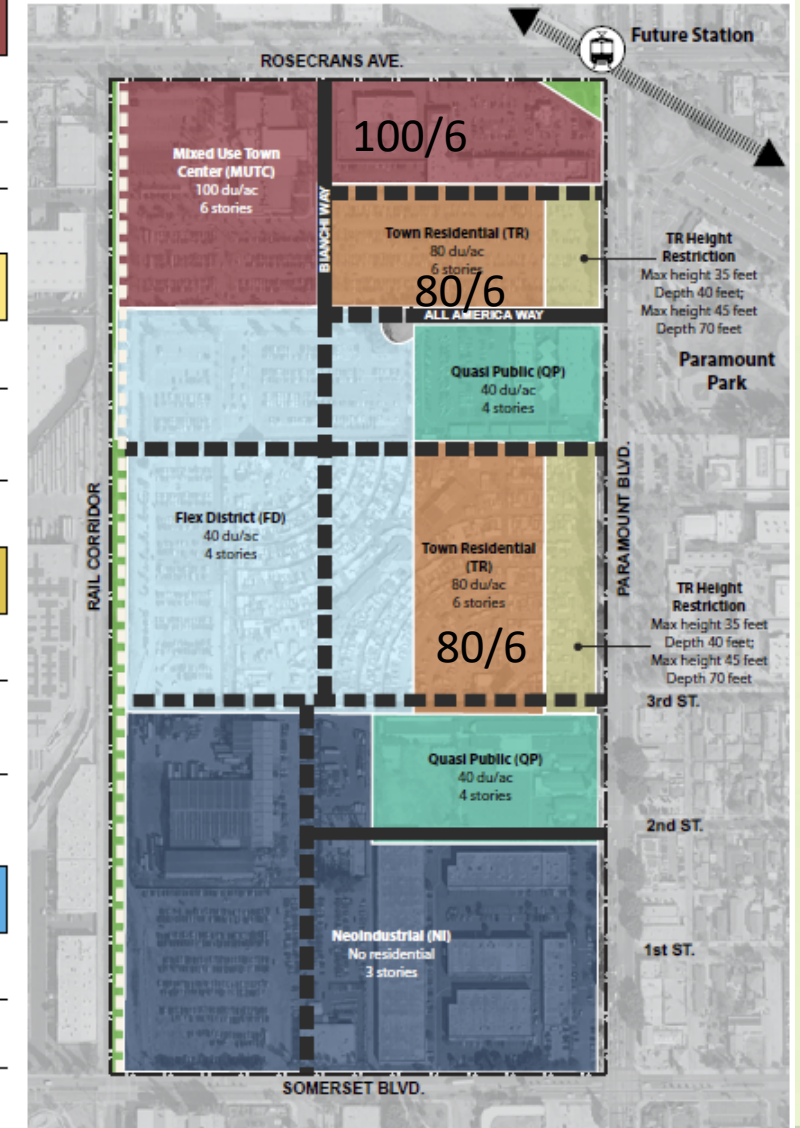 Future Station
ROSECRANS AVE.
100/6
Mixed Use Town
Center (MUTC)
100 du/ac
6 stories
BIANCHI WAY
Town Residential (TR)
80 du/ac
6 stories
80/6
TR Height
Restriction
Max height 35 feet
Depth 40 feet;
Max height 45 feet
Depth 70 feet
ALL AMERICA WAY
Paramount
Park
Quasi Public (QP)
40 du/ac
4 stories
RAIL CORRIDOR
Flex District (FD)
40 du/ac
4 stories
PARAMOUNT BLVD.
Town Residential
(TR)
80 du/ac
6 stories
80/6
TR Height
Restriction
Max height 35 feet
Depth 40 feet;
Max height 45 feet
Depth 70 feet
3rd ST.
Quasi Public (QP)
40 du/ac
4 stories
2nd ST.
NeoIndustrial (NI)
No residential
3 stories
1st ST.
SOMERSET BLVD.